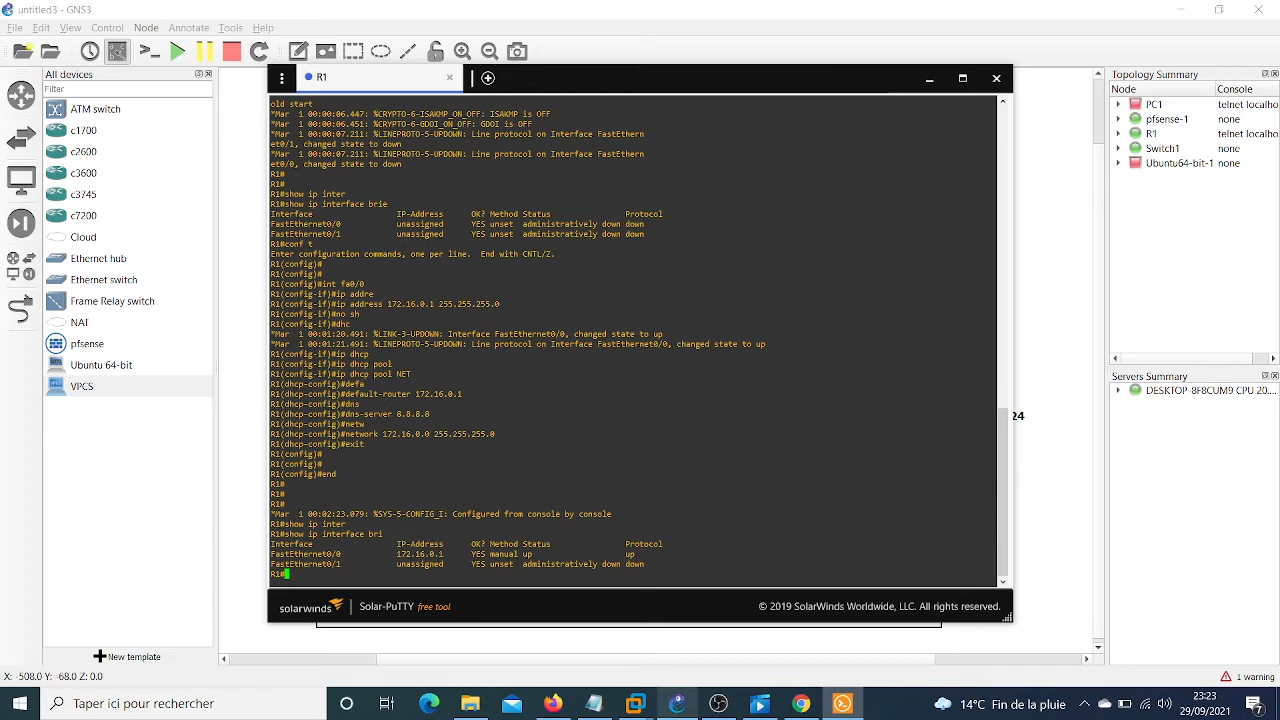 untitled3 - GNS3
File Edit View Control Node Annotate Tools Help
All devices
Filter
ATM switch
c1700
c2600
c3600
c3745
c7200
Cloud
Ethernet hub
Ethernet switch
Frame Relay switch
NAT
pfsense
Ubuntu 64-bit
VPCS
New template
R1
old start
*Mar  1 00:00:06.447: %CRYPTO-6-ISAKMP_ON_OFF: ISAKMP is OFF
*Mar  1 00:00:06.451: %CRYPTO-6-GDOI_ON_OFF: GDOI is OFF
*Mar  1 00:00:07.211: %LINEPROTO-5-UPDOWN: Line protocol on Interface FastEthern
et0/1, changed state to down
*Mar  1 00:00:07.211: %LINEPROTO-5-UPDOWN: Line protocol on Interface FastEthern
et0/0, changed state to down
R1#
R1#
R1#show ip inter
R1#show ip interface brie
Interface IP-Address OK? Method Status Protocol
FastEthernet0/0 unassigned YES unset administratively down down
FastEthernet0/1 unassigned YES unset administratively down down
R1#conf t
Enter configuration commands, one per line.  End with CNTL/Z.
R1(config)#
R1(config)#
R1(config)#int fa0/0
R1(config-if)#ip addre
R1(config-if)#ip address 172.16.0.1 255.255.255.0
R1(config-if)#no sh
R1(config-if)#dhc
*Mar  1 00:01:20.491: %LINK-3-UPDOWN: Interface FastEthernet0/0, changed state to up
*Mar  1 00:01:21.491: %LINEPROTO-5-UPDOWN: Line protocol on Interface FastEthernet0/0, changed state to up
R1(config-if)#ip dhcp
R1(config-if)#ip dhcp pool
R1(config-if)#ip dhcp pool NET
R1(dhcp-config)#defa
R1(dhcp-config)#default-router 172.16.0.1
R1(dhcp-config)#dns
R1(dhcp-config)#dns-server 8.8.8.8
R1(dhcp-config)#netw
R1(dhcp-config)#network 172.16.0.0 255.255.255.0
R1(dhcp-config)#exit
R1(config)#
R1(config)#
R1(config)#end
R1#
R1#
R1#
*Mar  1 00:02:23.079: %SYS-5-CONFIG_I: Configured from console by console
R1#show ip inter
R1#show ip interface bri
Interface IP-Address OK? Method Status Protocol
FastEthernet0/0 172.16.0.1 YES manual up up
FastEthernet0/1 unassigned YES unset administratively down down
R1#
solarwinds Solar-PuTTY free tool © 2019 SolarWinds Worldwide, LLC. All rights reserved.
24
Topology Summary
Node Console
PC1 telnet localho
pfsense-1 none
R1 telnet localho
Switch1 none
Ubuntu64-bit-1 none
Servers Summary
DESKTOP-8F8CUM9 CPU 20....
X: -508.0 Y: -68.0 Z: 0.0
1 warning
Taper ici pour rechercher
14°C Fin de la pluie
23:23
29/09/2021